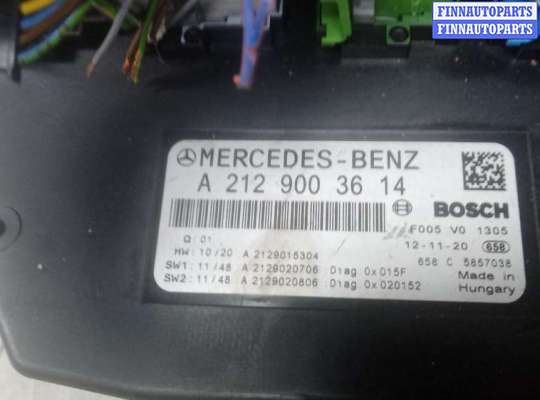 FINNAUTOPARTS
FINNAUTOPARTS
MERCEDES-BENZ
A 212 900 36 14
BOSCH
F005 V0 1305
Q: 01
12-11-20 658
HW: 10/20 A 2129015304
658 C 5857038
SW1: 11/48 A 2129020706 Diag 0x015F
Made in
SW2: 11/48 A 2129020806 Diag 0x020152
Hungary